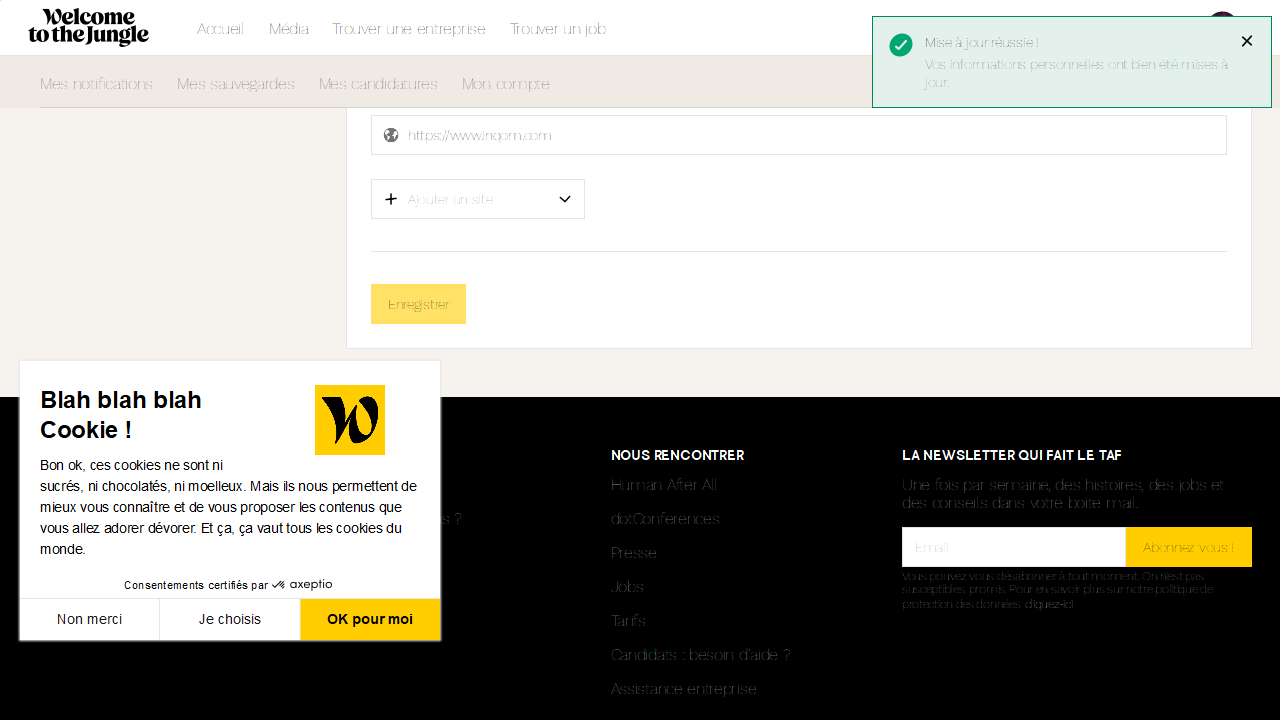 Welcome
to the Jungle
Accueil
Média
Trouver une entreprise
Trouver un job
Mise à jour réussie !
Vos informations personnelles ont bien été mises à
jour.
Mes notifications
Mes sauvegardes
Mes candidatures
Mon compte
Ajouter un site
Enregistrer
Blah blah blah
Cookie !
Bon ok, ces cookies ne sont ni
sucrés, ni chocolatés, ni moelleux. Mais ils nous permettent de
mieux vous connaître et de vous proposer les contenus que
vous allez adorer dévorer. Et ça, ça vaut tous les cookies du
monde.
Consentements certifiés par axeptio
Non merci
Je choisis
OK pour moi
s ?
NOUS RENCONTRER
Human After All
dotConferences
Presse
Jobs
Tarifs
Candidats : besoin d'aide ?
Assistance entreprise
LA NEWSLETTER QUI FAIT LE TAF
Une fois par semaine, des histoires, des jobs et
des conseils dans votre boite mail.
Email
Abonnez vous !
Vous pouvez vous désabonner à tout moment. On n'est pas
susceptibles, promis. Pour en savoir plus sur notre politique de
protection des données, cliquez-ici